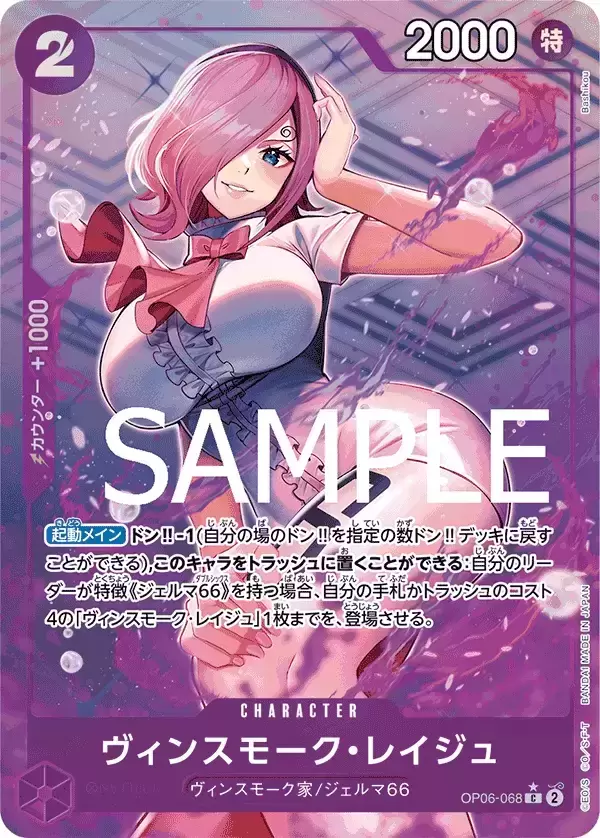 2
2000
特
Bashikou
カウンター +1000
SAMPLE
起動メイン ドン!!-1(自分の場のドン!!を指定の数ドン!!デッキに戻す
ことができる),このキャラをトラッシュに置くことができる:自分のリー
ダーが特徴《ジェルマ66》を持つ場合、自分の手札かトラッシュのコスト
4の「ヴィンスモーク・レイジュ」1枚までを、登場させる。
CHARACTER
ヴィンスモーク・レイジュ
ヴィンスモーク家/ジェルマ66
OP06-068 C 2
©E.O/S ©E.O./S・F・T BANDAI MADE IN JAPAN